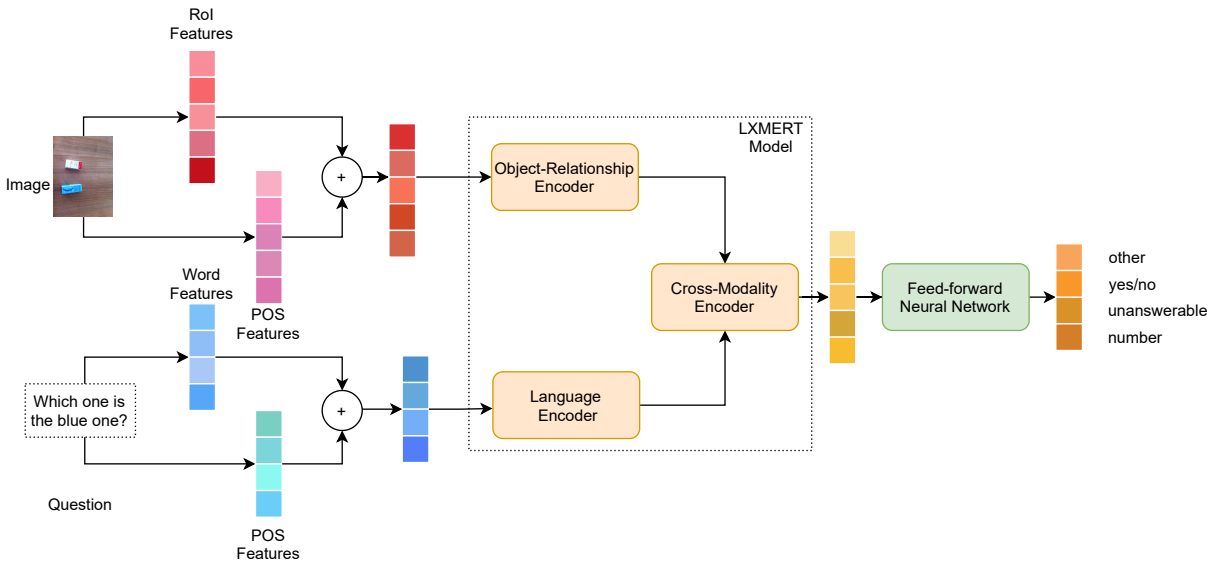 RoI
Features
Image
POS
Features
+
LXMERT
Model
Object-Relationship
Encoder
Cross-Modality
Encoder
Feed-forward
Neural Network
other
yes/no
unanswerable
number
Word
Features
Which one is
the blue one?
Question
POS
Features
+
Language
Encoder